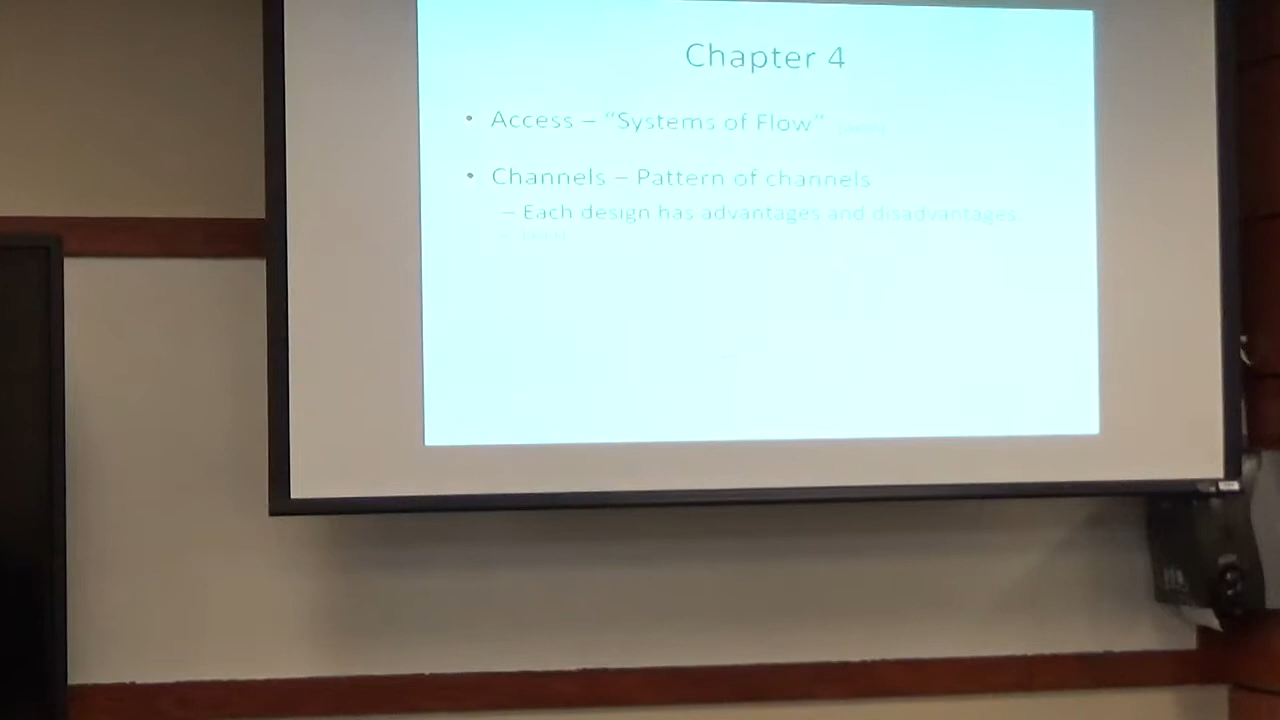 Chapter 4
• Access – “Systems of Flow”
• Channels – Pattern of channels
– Each design has advantages and disadvantages